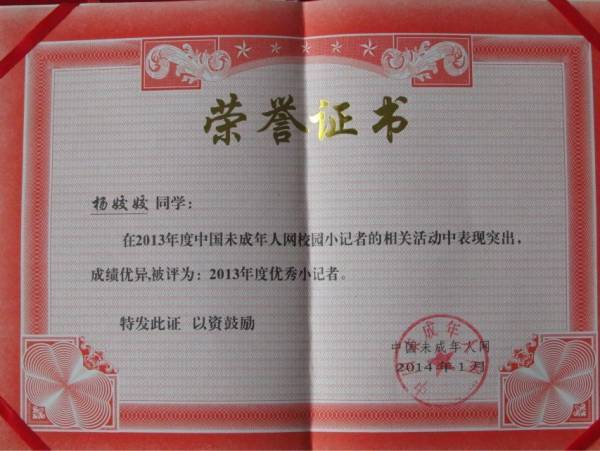 荣誉证书
杨姣姣 同学：
在2013年度中国未成年人网校园小记者的相关活动中表现突出，
成绩优异,被评为：2013年度优秀小记者。
特发此证 以资鼓励
中国未成年人网
2014年1月